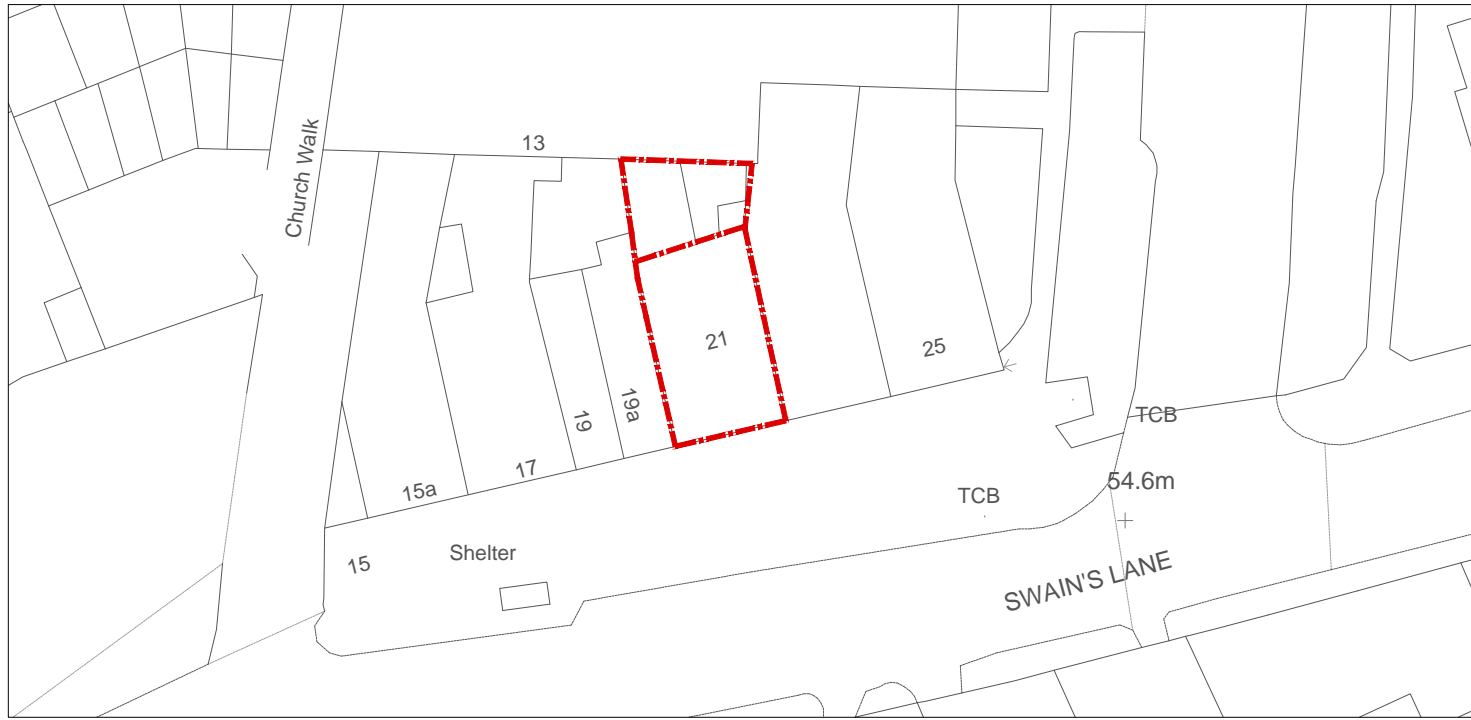 13
Church Walk
21
25
19a
19
TCB
17
15a
54.6m
TCB
Shelter
15
SWAIN'S LANE